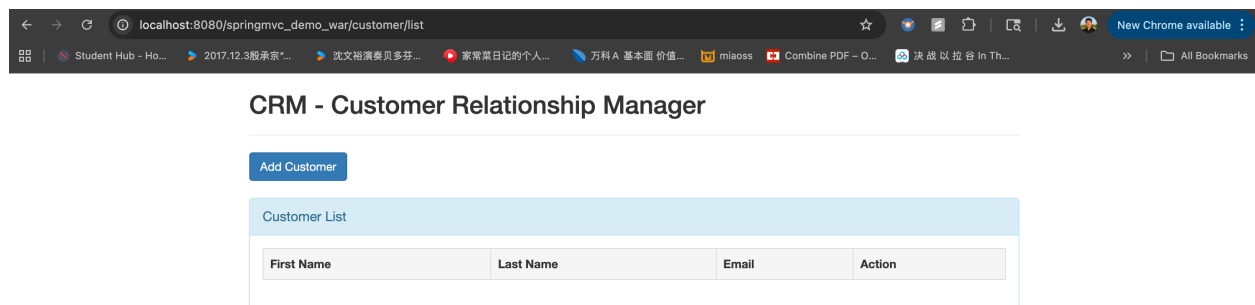 localhost:8080/springmvc_demo_war/customer/list
New Chrome available
Student Hub - Ho...
2017.12.3殷承宗“...
沈文裕演奏贝多芬...
家常菜日记的个人...
万科A 基本面 价值...
miaoss
Combine PDF – O...
决 战 以 拉 谷 In Th...
All Bookmarks
CRM - Customer Relationship Manager
Add Customer
Customer List
First Name
Last Name
Email
Action